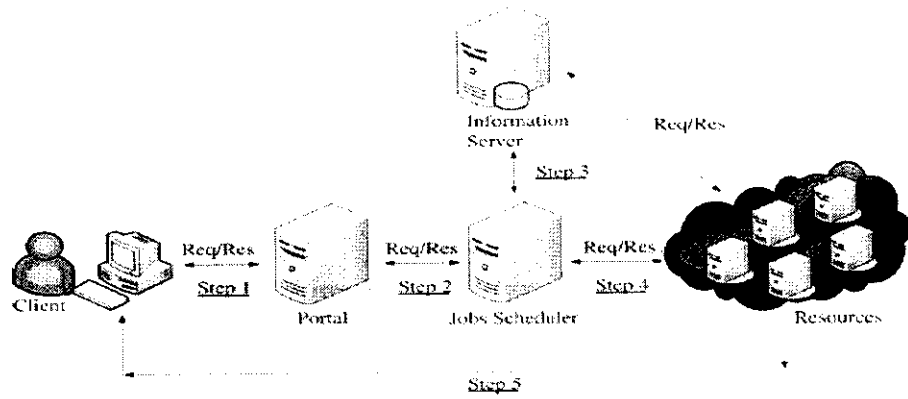 Information
Server
Req/Res
Step 3
Req/Res
Req/Res
Req/Res
Step 1
Step 2
Step 4
Client
Portal
Jobs Scheduler
Resources
Step 5